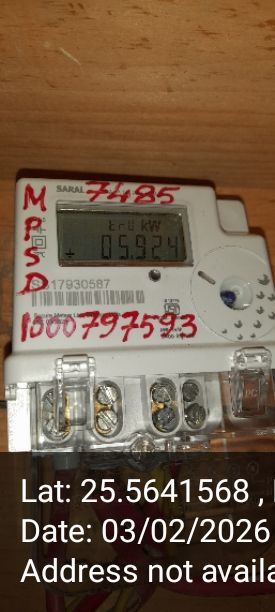 SARAL
7485
M
P
S
D
kW
05.924
17930587
1000797593
Lat: 25.5641568 ,
Date: 03/02/2026
Address not availa